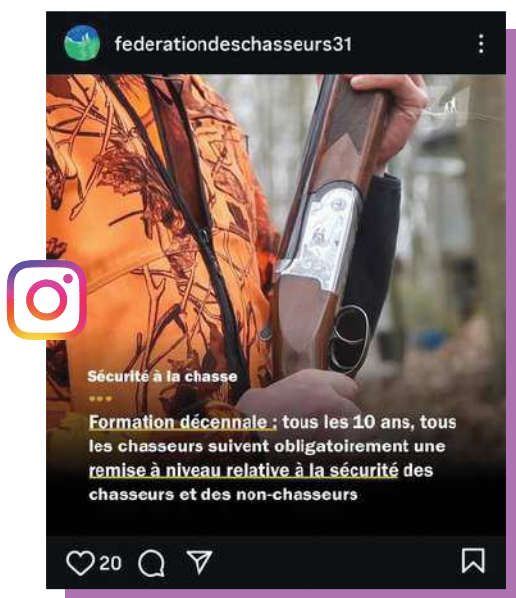 federationdeschasseurs31
Sécurité à la chasse
Formation décennale : tous les 10 ans, tous
les chasseurs suivent obligatoirement une
remise à niveau relative à la sécurité des
chasseurs et des non-chasseurs
20